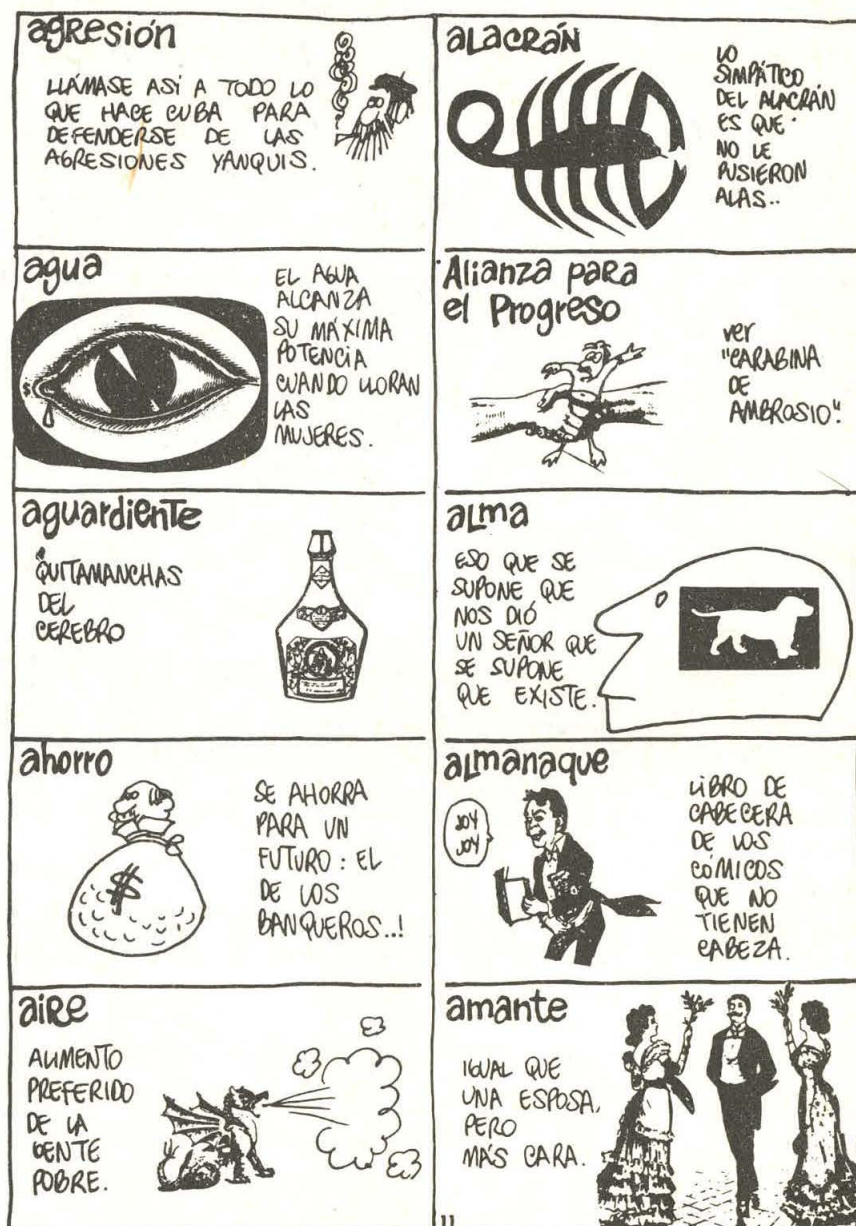 agresión
LLÁMASE ASÍ A TODO LO
QUE HACE CUBA PARA
DEFENDERSE DE LAS
AGRESIONES YANQUIS.
agua
EL AGUA
ALCANZA
SU MÁXIMA
POTENCIA
CUANDO LLORAN
LAS
MUJERES.
aguardiente
QUITAMANCHAS
DEL
CEREBRO
ahorro
$
SE AHORRA
PARA UN
FUTURO: EL
DE LOS
BANQUEROS..!
aire
ALIMENTO
PREFERIDO
DE LA
GENTE
POBRE.
alacrán
LO
SIMPÁTICO
DEL ALACRÁN
ES QUE
NO LE
PUSIERON
ALAS..
Alianza para
el Progreso
ver
"CARABINA
DE
AMBROSIO".
alma
ESO QUE SE
SUPONE QUE
NOS DIÓ
UN SEÑOR QUE
SE SUPONE
QUE EXISTE.
almanaque
JOY
JOY
LIBRO DE
CABECERA
DE LOS
CÓMICOS
QUE NO
TIENEN
CABEZA.
amante
IGUAL QUE
UNA ESPOSA,
PERO
MÁS CARA.
11